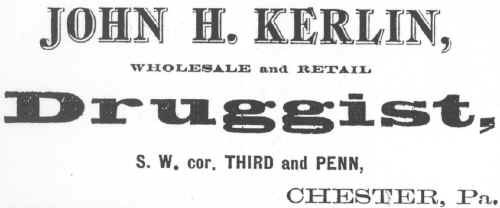 JOHN H. KERLIN,
WHOLESALE and RETAIL
Druggist,
S. W. cor. THIRD and PENN,
CHESTER, Pa.